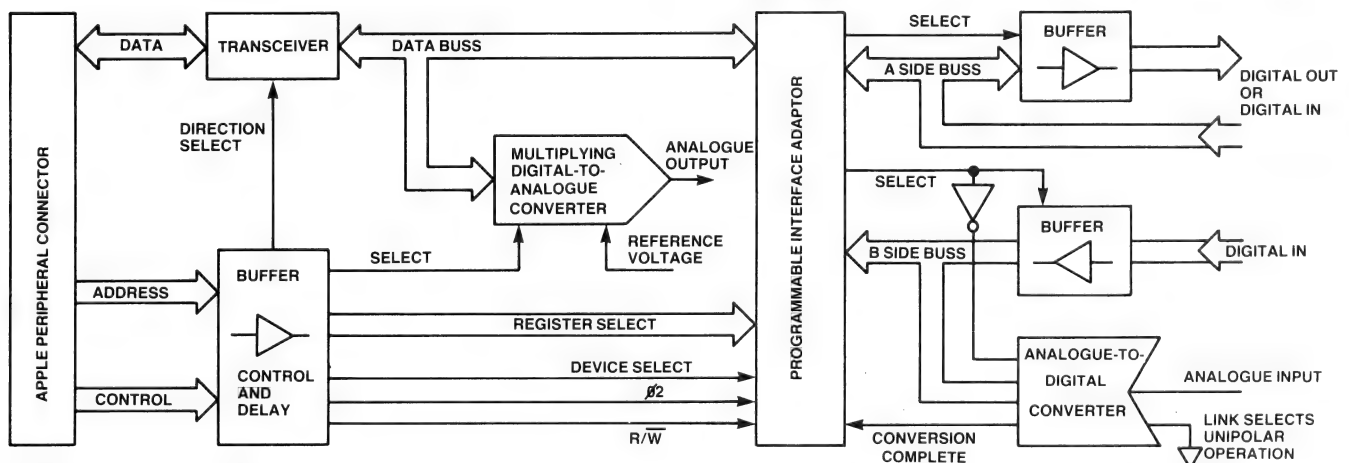 APPLE PERIPHERAL CONNECTOR
DATA
TRANSCEIVER
DATA BUSS
DIRECTION
SELECT
MULTIPLYING
DIGITAL-TO-
ANALOGUE
CONVERTER
ANALOGUE
OUTPUT
REFERENCE
VOLTAGE
SELECT
ADDRESS
BUFFER
CONTROL
AND
DELAY
CONTROL
REGISTER SELECT
DEVICE SELECT
ø2
R/W̅
PROGRAMMABLE INTERFACE ADAPTOR
SELECT
BUFFER
A SIDE BUSS
DIGITAL OUT
OR
DIGITAL IN
SELECT
BUFFER
B SIDE BUSS
DIGITAL IN
ANALOGUE-TO-
DIGITAL
CONVERTER
ANALOGUE INPUT
CONVERSION
COMPLETE
LINK SELECTS
UNIPOLAR
OPERATION